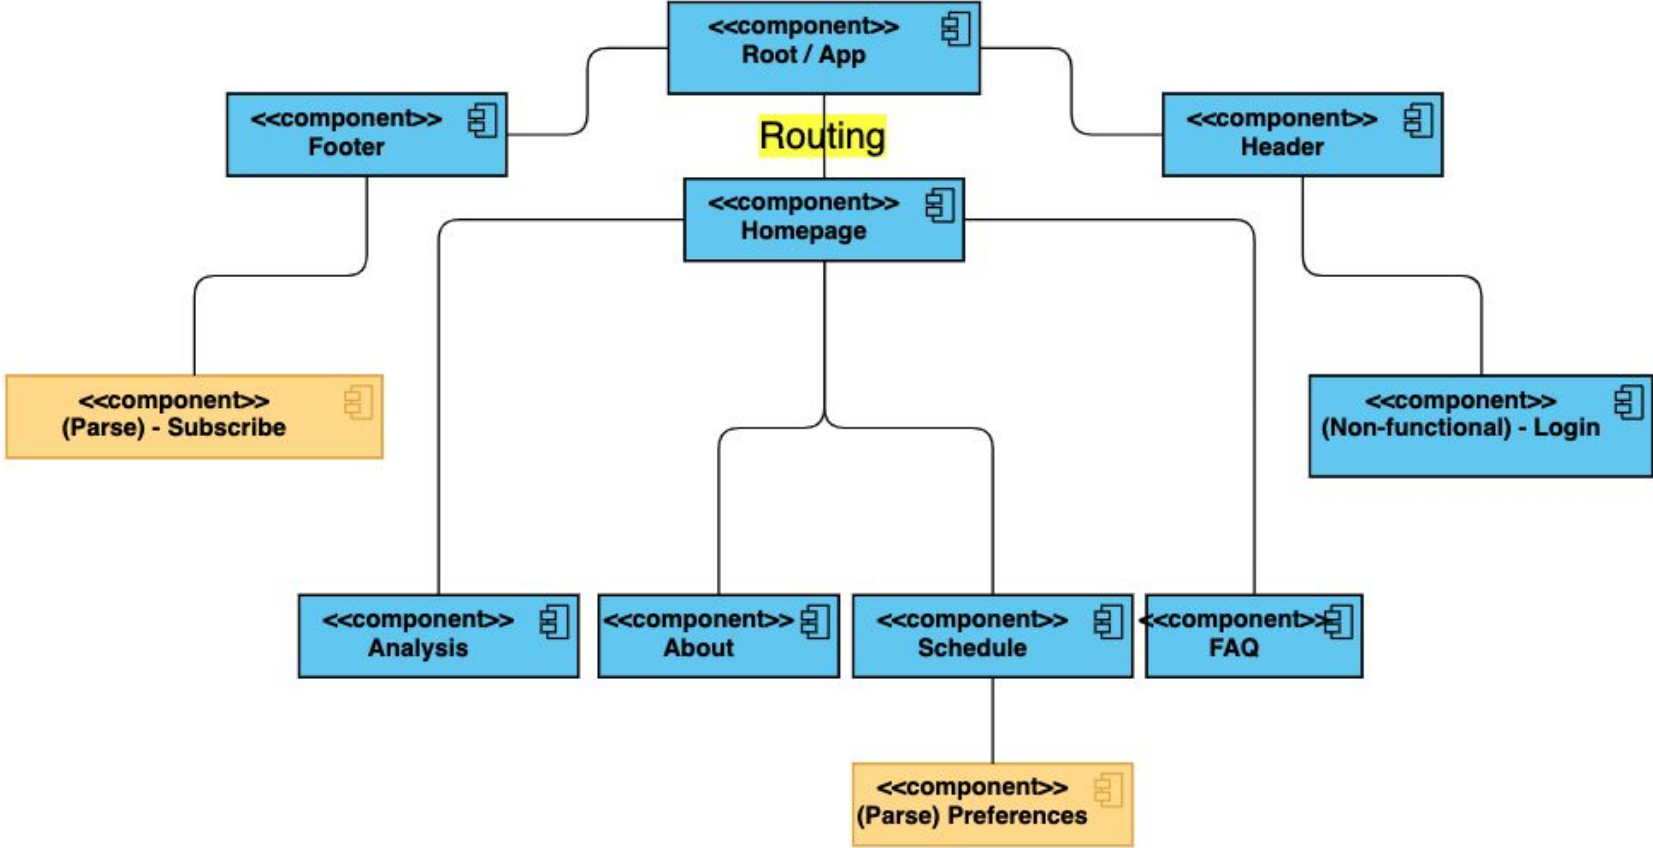 <<component>>
Root / App
<<component>>
Footer
Routing
<<component>>
Header
<<component>>
Homepage
<<component>>
(Parse) - Subscribe
<<component>>
(Non-functional) - Login
<<component>>
Analysis
<<component>>
About
<<component>>
Schedule
<<component>>
FAQ
<<component>>
(Parse) Preferences